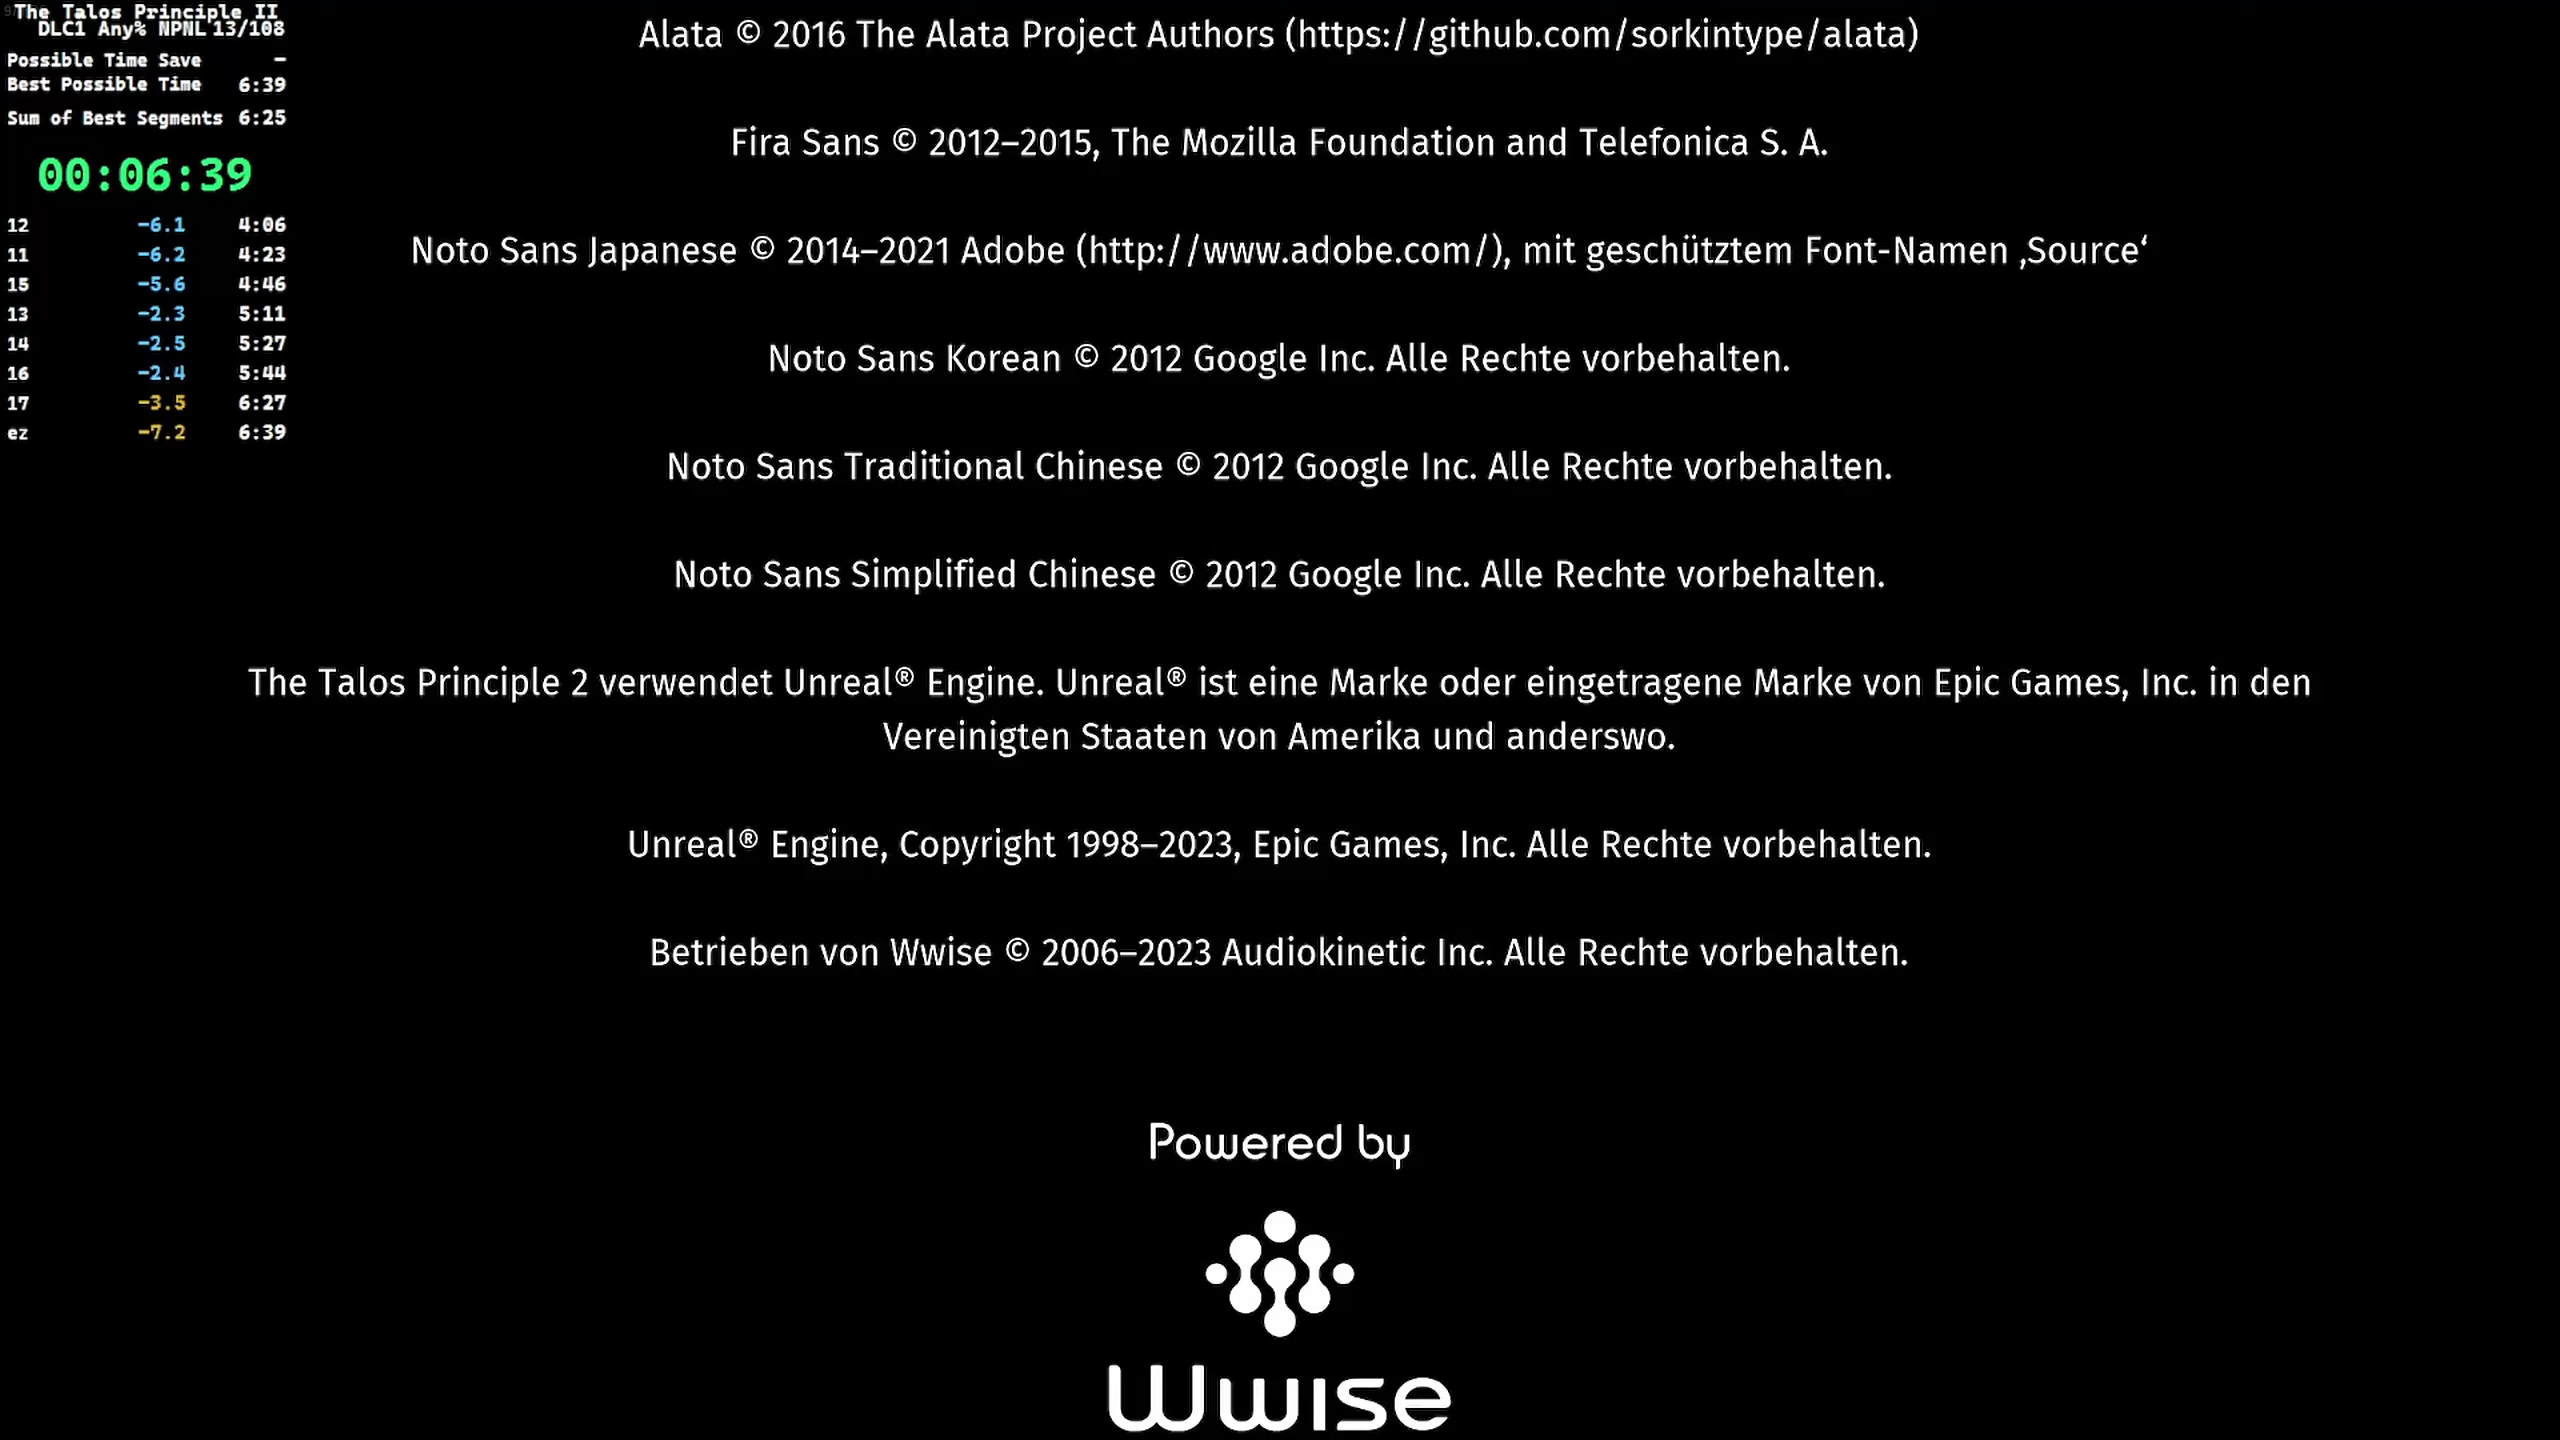 The Talos Principle II
DLC1 Any% NPNL 13/108
Possible Time Save –
Best Possible Time 6:39
Sum of Best Segments 6:25
00:06:39
12 -6.1 4:06
11 -6.2 4:23
15 -5.6 4:46
13 -2.3 5:11
14 -2.5 5:27
16 -2.4 5:44
17 -3.5 6:27
ez -7.2 6:39
Alata © 2016 The Alata Project Authors (https://github.com/sorkintype/alata)
Fira Sans © 2012–2015, The Mozilla Foundation and Telefonica S. A.
Noto Sans Japanese © 2014–2021 Adobe (http://www.adobe.com/), mit geschütztem Font-Namen ‚Source‘
Noto Sans Korean © 2012 Google Inc. Alle Rechte vorbehalten.
Noto Sans Traditional Chinese © 2012 Google Inc. Alle Rechte vorbehalten.
Noto Sans Simplified Chinese © 2012 Google Inc. Alle Rechte vorbehalten.
The Talos Principle 2 verwendet Unreal® Engine. Unreal® ist eine Marke oder eingetragene Marke von Epic Games, Inc. in den
Vereinigten Staaten von Amerika und anderswo.
Unreal® Engine, Copyright 1998–2023, Epic Games, Inc. Alle Rechte vorbehalten.
Betrieben von Wwise © 2006–2023 Audiokinetic Inc. Alle Rechte vorbehalten.
Powered by
Wwise